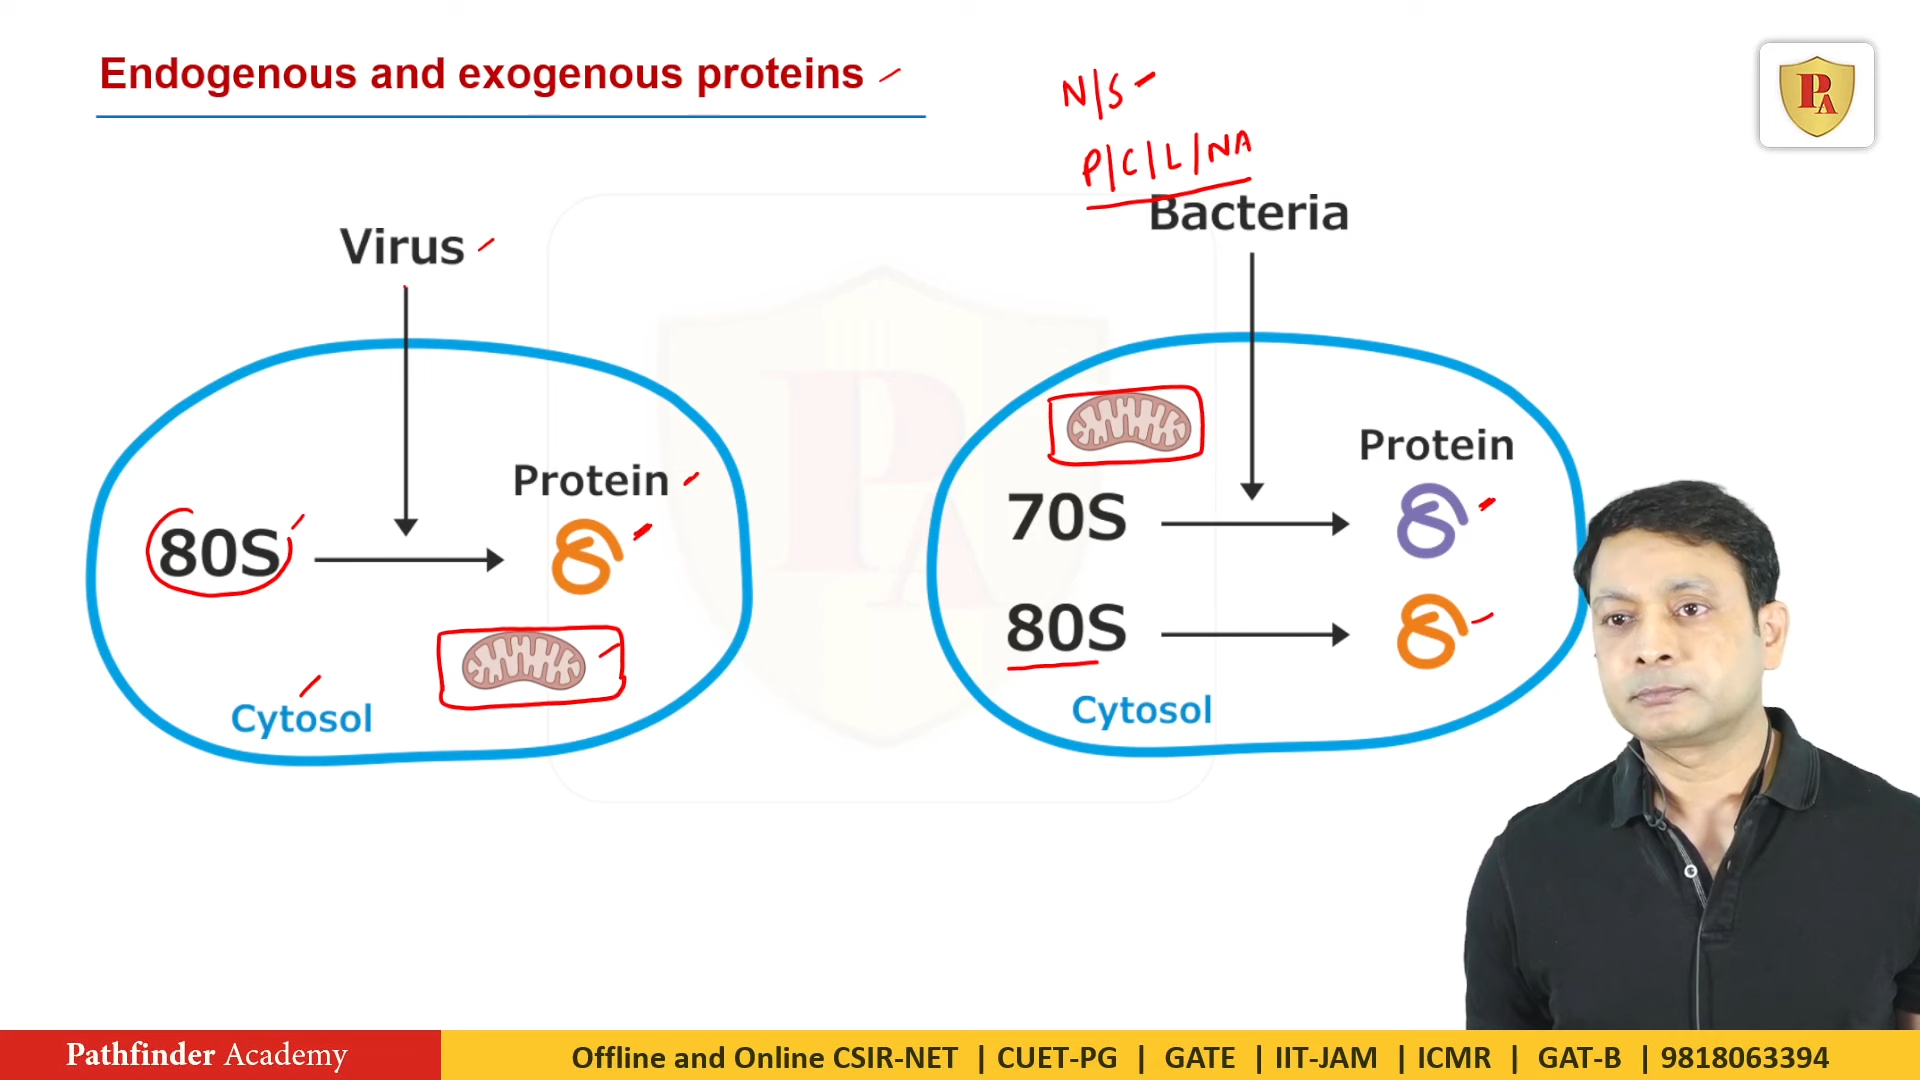 Endogenous and exogenous proteins
N/S
P/C/L/NA
Virus
Bacteria
80S
Protein
Cytosol
70S
Protein
80S
Cytosol
PA
Pathfinder Academy
Offline and Online CSIR-NET | CUET-PG | GATE | IIT-JAM | ICMR | GAT-B | 9818063394